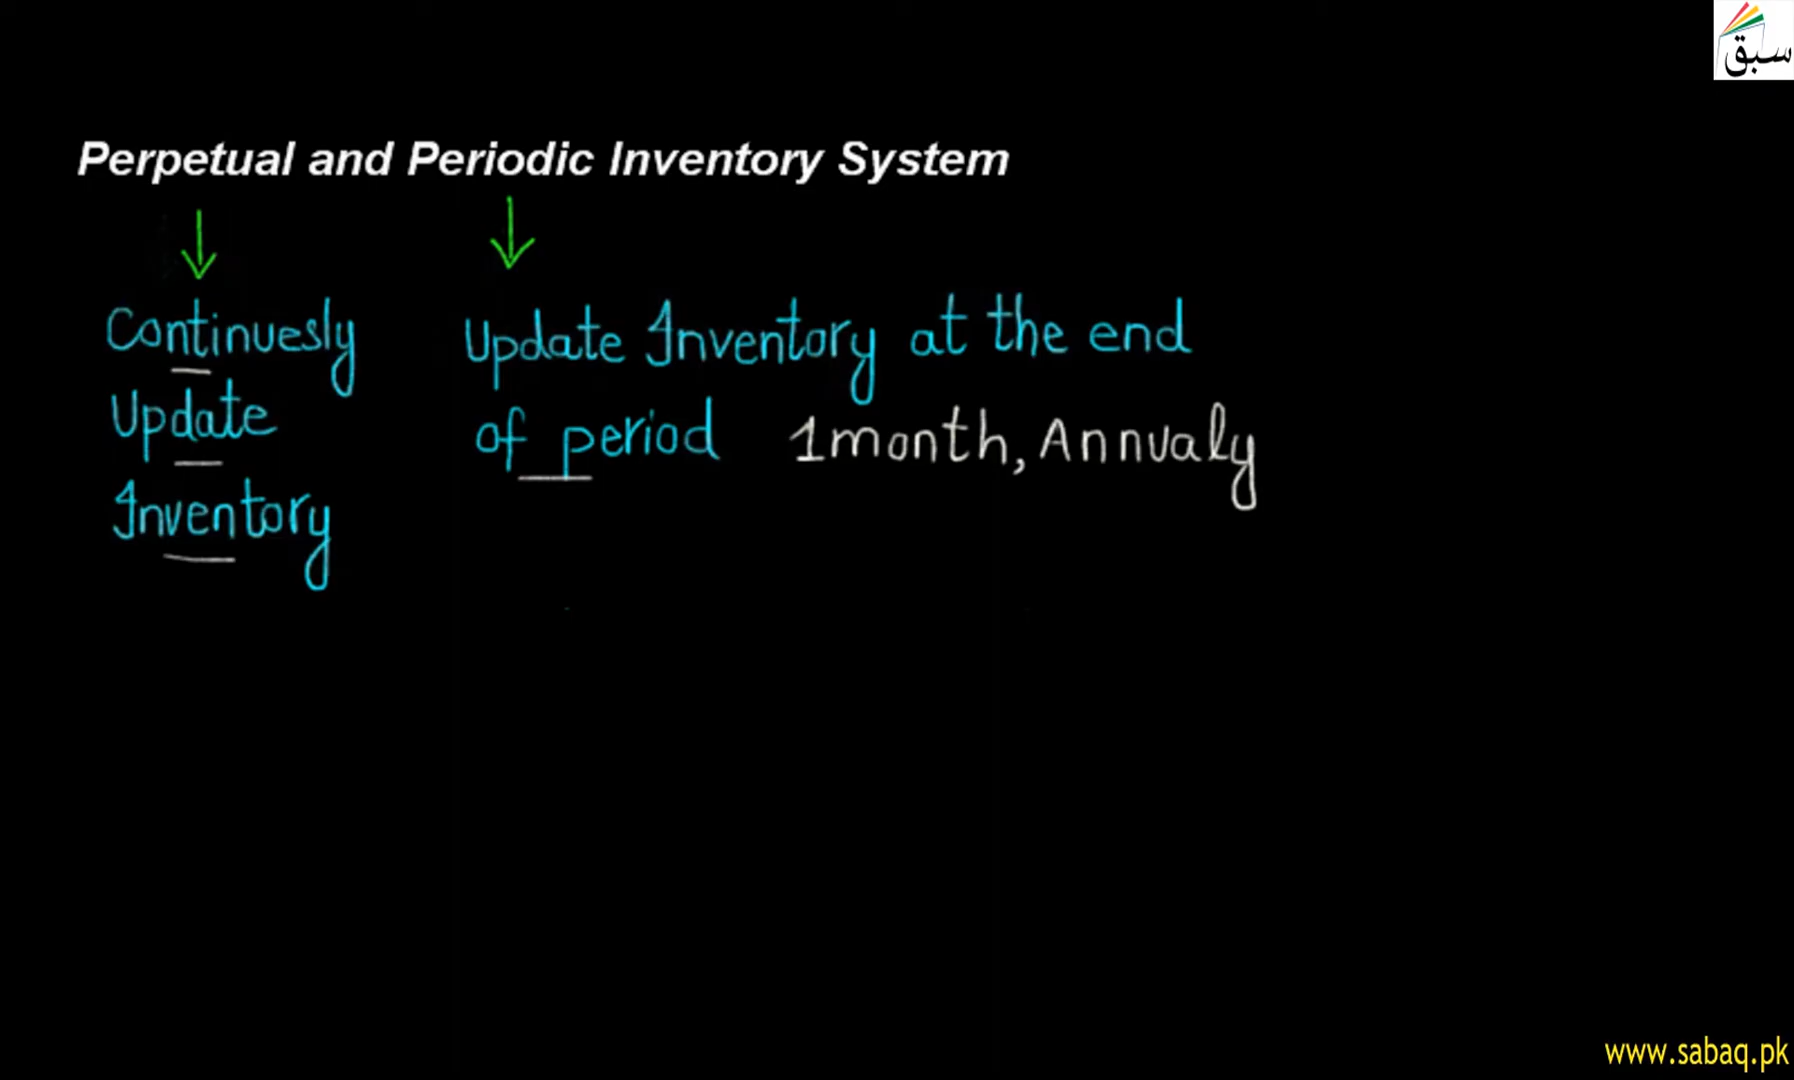 سبق
Perpetual and Periodic Inventory System
Continuesly
Update
Inventory
Update Inventory at the end
of period 1month, Annualy
www.sabaq.pk